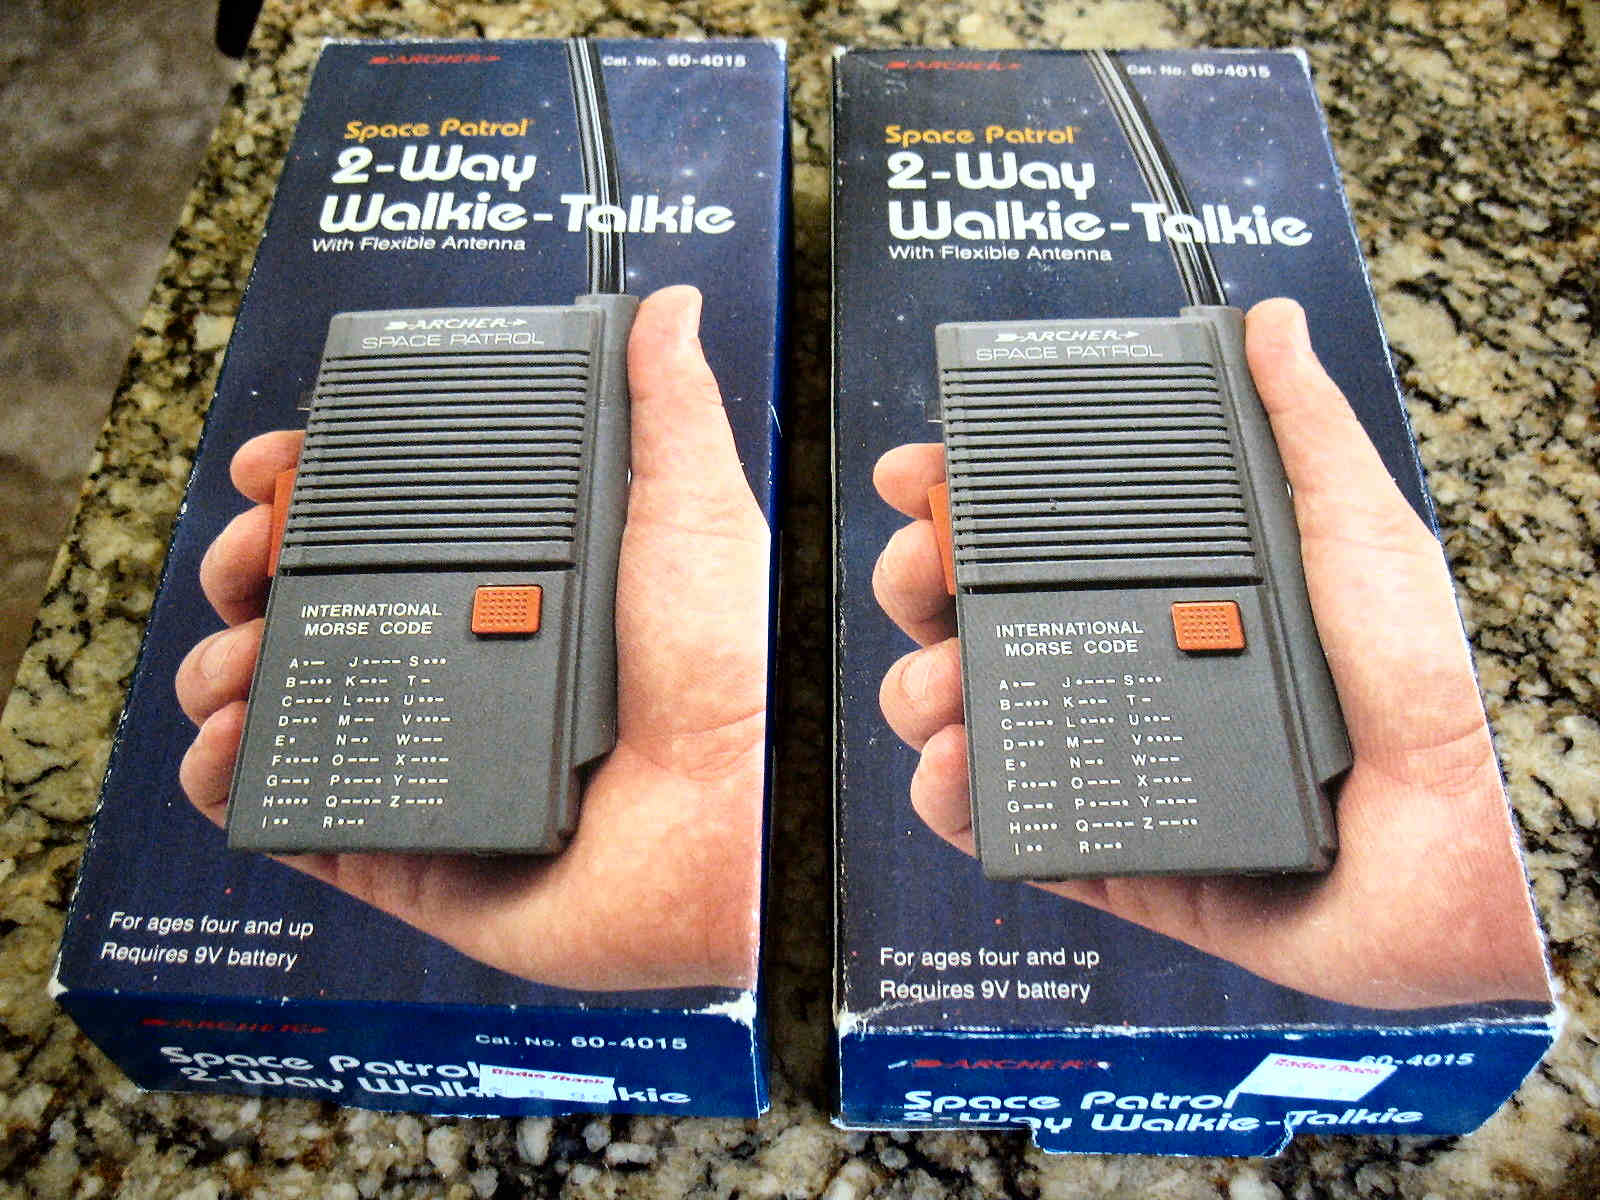 ARCHER
Cat. No. 60-4015
Space Patrol
2-Way
Walkie-Talkie
With Flexible Antenna
ARCHER
SPACE PATROL
INTERNATIONAL
MORSE CODE
A •— J •——— S •••
B —••• K —•— T —
C —•—• L •—•• U ••—
D —•• M —— V •••—
E • N —• W •——
F ••—• O ——— X —••—
G ——• P •——• Y —•——
H •••• Q ——•— Z ——••
I •• R •—•
For ages four and up
Requires 9V battery
ARCHER
Cat. No. 60-4015
Space Patrol
2-Way Walkie-Talkie
Radio Shack
ARCHER
Cat. No. 60-4015
Space Patrol
2-Way
Walkie-Talkie
With Flexible Antenna
ARCHER
SPACE PATROL
INTERNATIONAL
MORSE CODE
A •— J •——— S •••
B —••• K —•— T —
C —•—• L •—•• U ••—
D —•• M —— V •••—
E • N —• W •——
F ••—• O ——— X —••—
G ——• P •——• Y —•——
H •••• Q ——•— Z ——••
I •• R •—•
For ages four and up
Requires 9V battery
ARCHER
60-4015
Space Patrol
2-Way Walkie-Talkie
Radio Shack